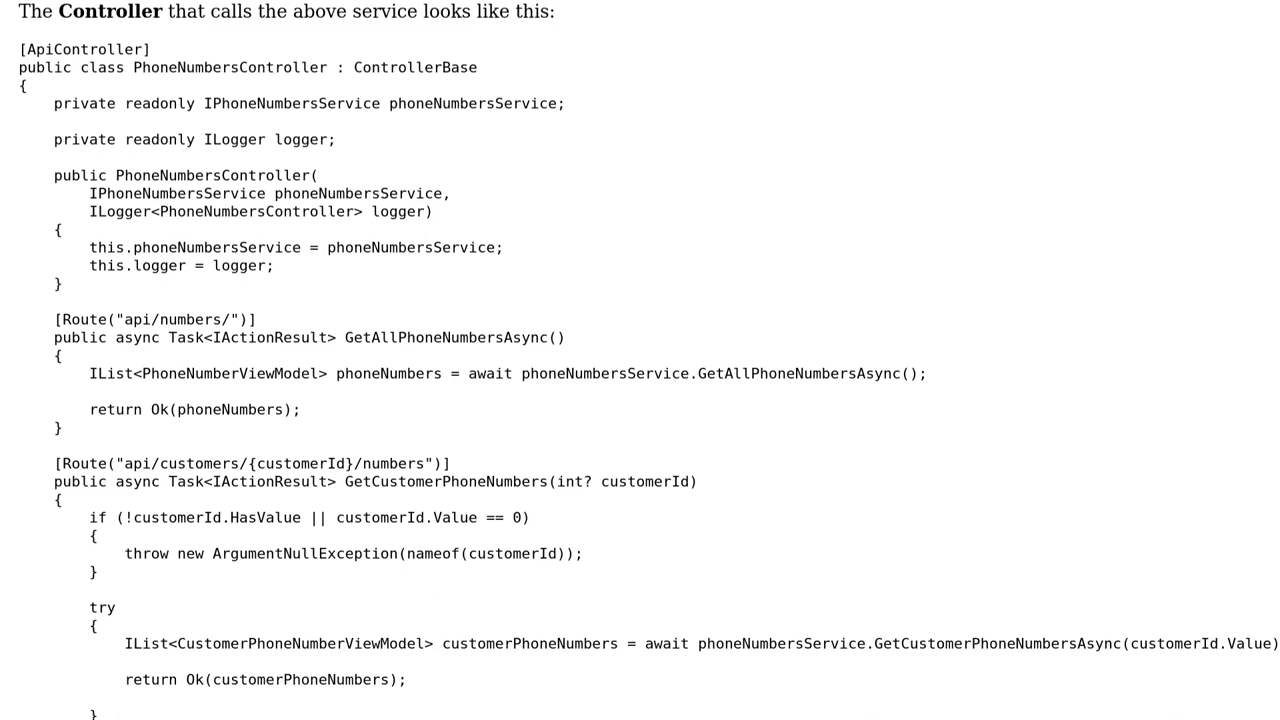 The Controller that calls the above service looks like this:
[ApiController]
public class PhoneNumbersController : ControllerBase
{
    private readonly IPhoneNumbersService phoneNumbersService;
    private readonly ILogger logger;
    public PhoneNumbersController(
        IPhoneNumbersService phoneNumbersService,
        ILogger<PhoneNumbersController> logger)
    {
        this.phoneNumbersService = phoneNumbersService;
        this.logger = logger;
    }
    [Route("api/numbers/")]
    public async Task<IActionResult> GetAllPhoneNumbersAsync()
    {
        IList<PhoneNumberViewModel> phoneNumbers = await phoneNumbersService.GetAllPhoneNumbersAsync();
        return Ok(phoneNumbers);
    }
    [Route("api/customers/{customerId}/numbers")]
    public async Task<IActionResult> GetCustomerPhoneNumbers(int? customerId)
    {
        if (!customerId.HasValue || customerId.Value == 0)
        {
            throw new ArgumentNullException(nameof(customerId));
        }
        try
        {
            IList<CustomerPhoneNumberViewModel> customerPhoneNumbers = await phoneNumbersService.GetCustomerPhoneNumbersAsync(customerId.Value)
            return Ok(customerPhoneNumbers);
        }